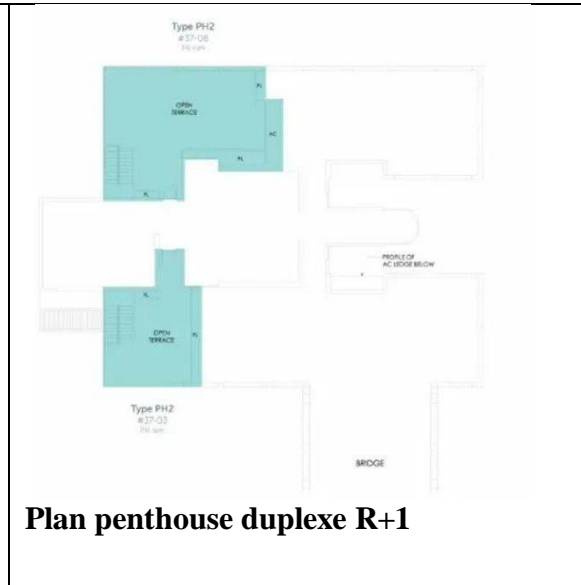 Type PH2
#37-08
PL
OPEN
TERRACE
AC
PL
PL
PROFILE OF
AC LEDGE BELOW
PL
OPEN
TERRACE
PL
Type PH2
#37-03
BRIDGE
Plan penthouse duplexe R+1